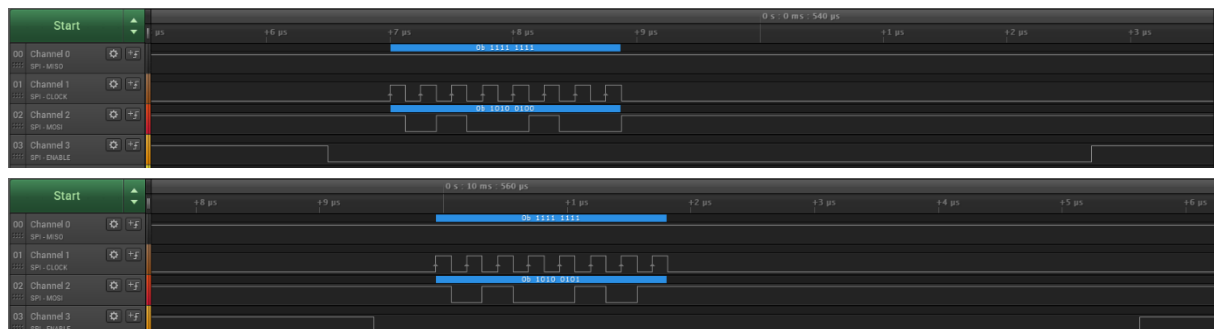 0 s : 0 ms : 540 µs
Start
µs +6 µs +7 µs +8 µs +9 µs +1 µs +2 µs +3 µs
00 Channel 0
SPI - MISO
0b 1111 1111
01 Channel 1
SPI - CLOCK
02 Channel 2
SPI - MOSI
0b 1010 0100
03 Channel 3
SPI - ENABLE
0 s : 10 ms : 560 µs
Start
+8 µs +9 µs +1 µs +2 µs +3 µs +4 µs +5 µs +6 µs
00 Channel 0
SPI - MISO
0b 1111 1111
01 Channel 1
SPI - CLOCK
02 Channel 2
SPI - MOSI
0b 1010 0101
03 Channel 3
SPI - ENABLE